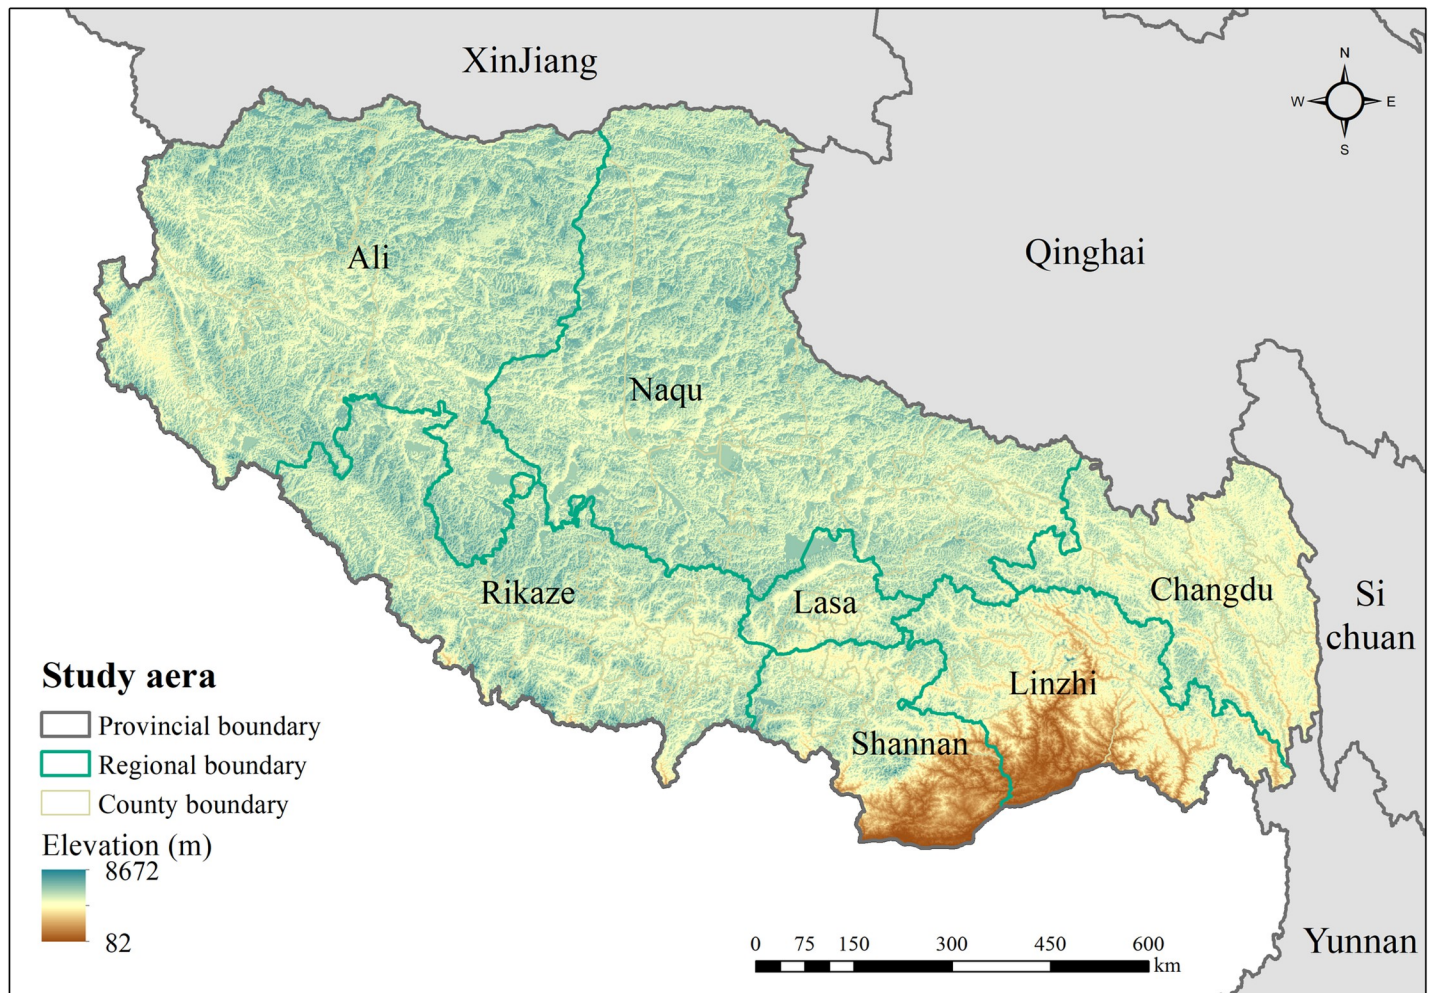 XinJiang
N
W
E
S
Qinghai
Ali
Naqu
Rikaze
Lasa
Changdu
Si
chuan
Linzhi
Shannan
Yunnan
Study aera
Provincial boundary
Regional boundary
County boundary
Elevation (m)
8672
82
0 75 150 300 450 600
km